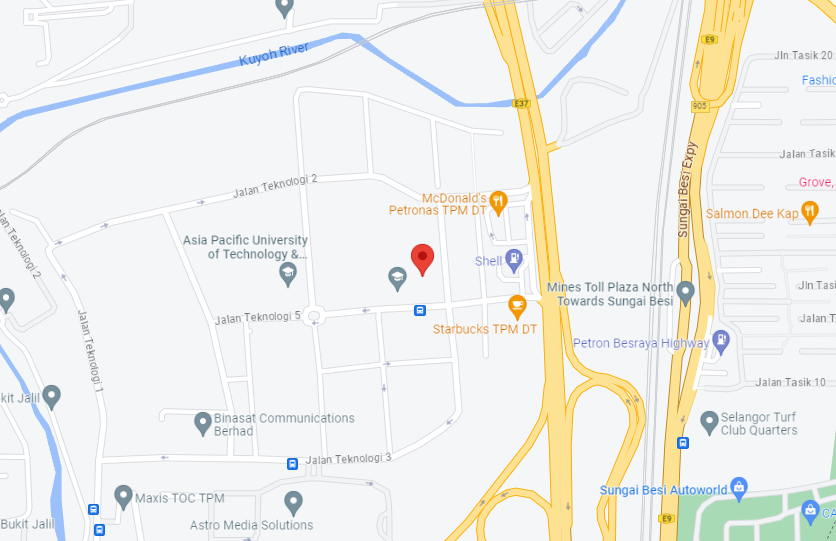 Kuyoh River
E9
Jln Tasik 20
Fashio
E37
905
Jalan Tasik
Jalan Teknologi 2
Grove,
McDonald's
Petronas TPM DT
Sungai Besi Expy
Salmon Dee Kap
Jalan Teknologi 2
Asia Pacific University
of Technology &...
Shell
Mines Toll Plaza North
Towards Sungai Besi
Jln Tasi
Jalan Teknologi 5
Starbucks TPM DT
Jalan T
Petron Besraya Highway
Jalan Teknologi 1
Jalan Tasik 10
kit Jalil
Binasat Communications
Berhad
Selangor Turf
Club Quarters
Jalan Teknologi 3
Maxis TOC TPM
Sungai Besi Autoworld
Bukit Jalil
Astro Media Solutions
E9
CA